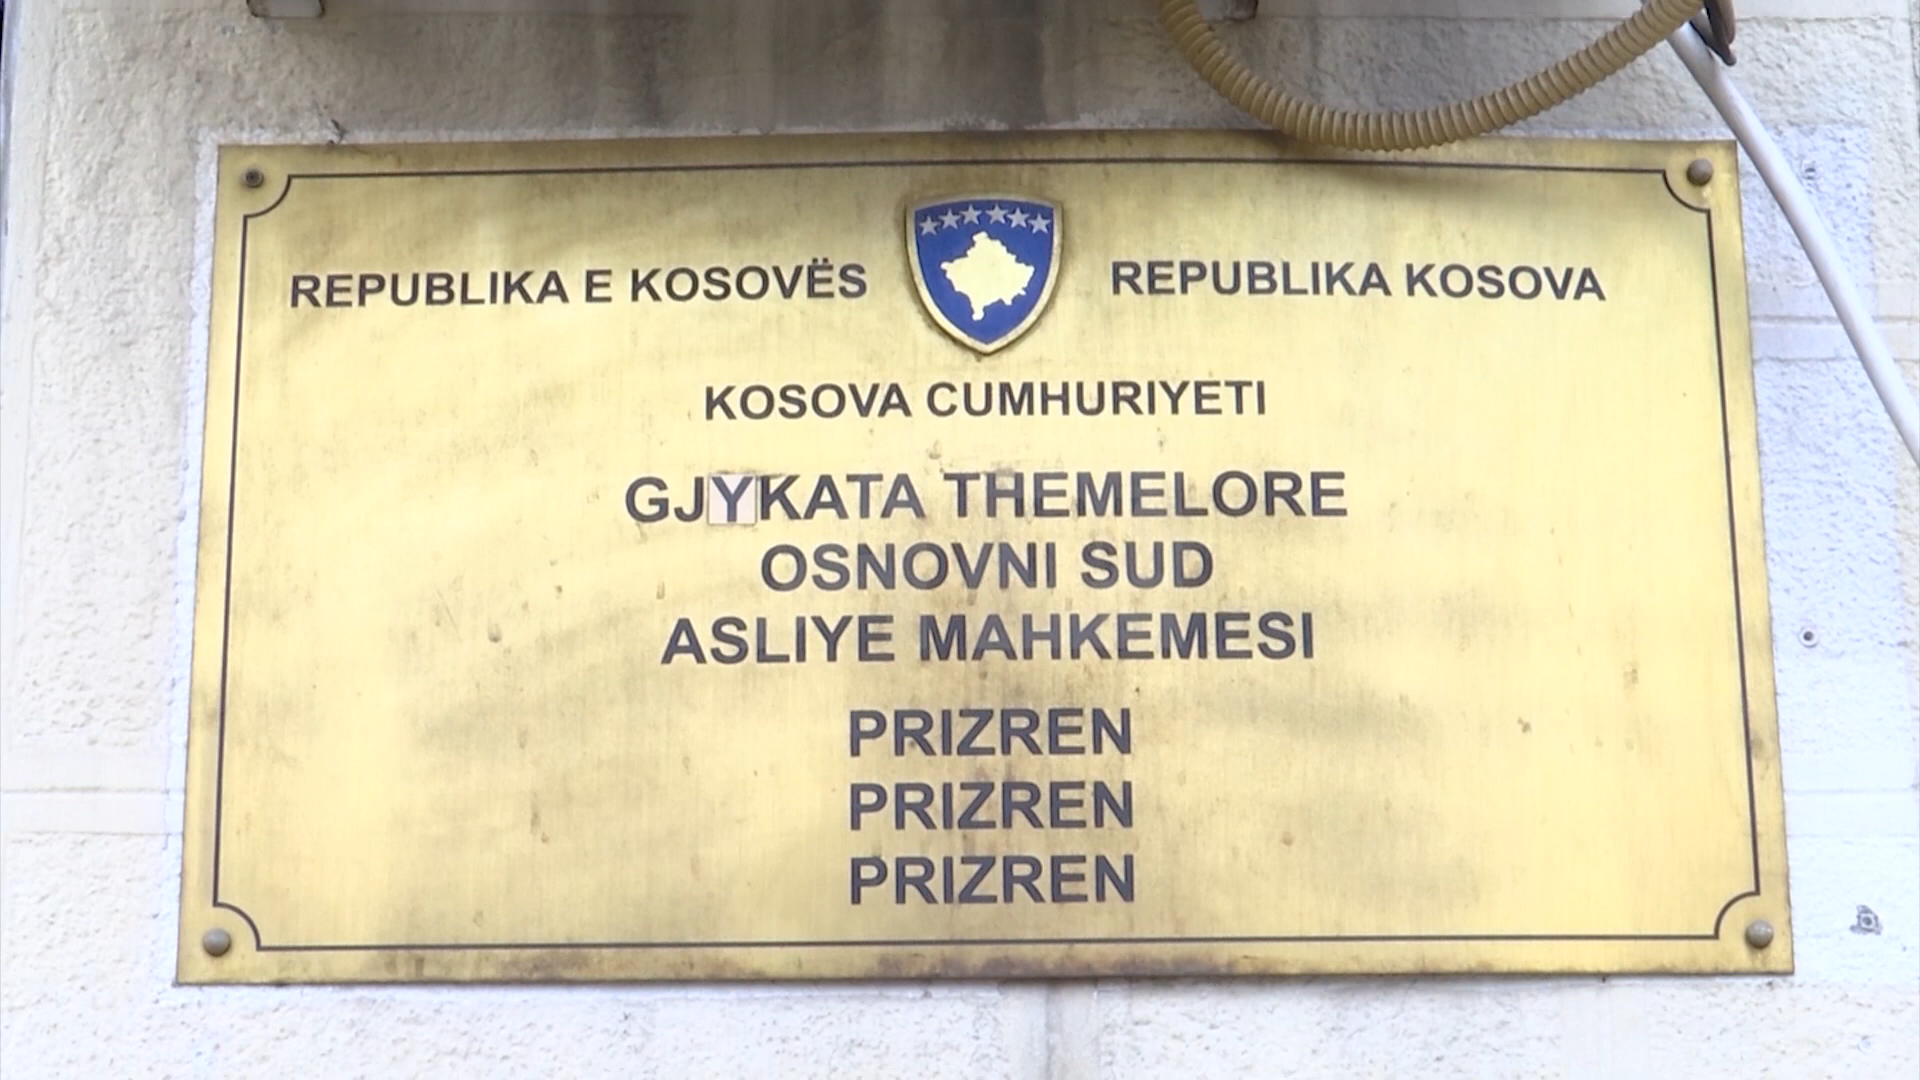 REPUBLIKA E KOSOVËS REPUBLIKA KOSOVA
KOSOVA CUMHURIYETI
GJYKATA THEMELORE
OSNOVNI SUD
ASLIYE MAHKEMESI
PRIZREN
PRIZREN
PRIZREN